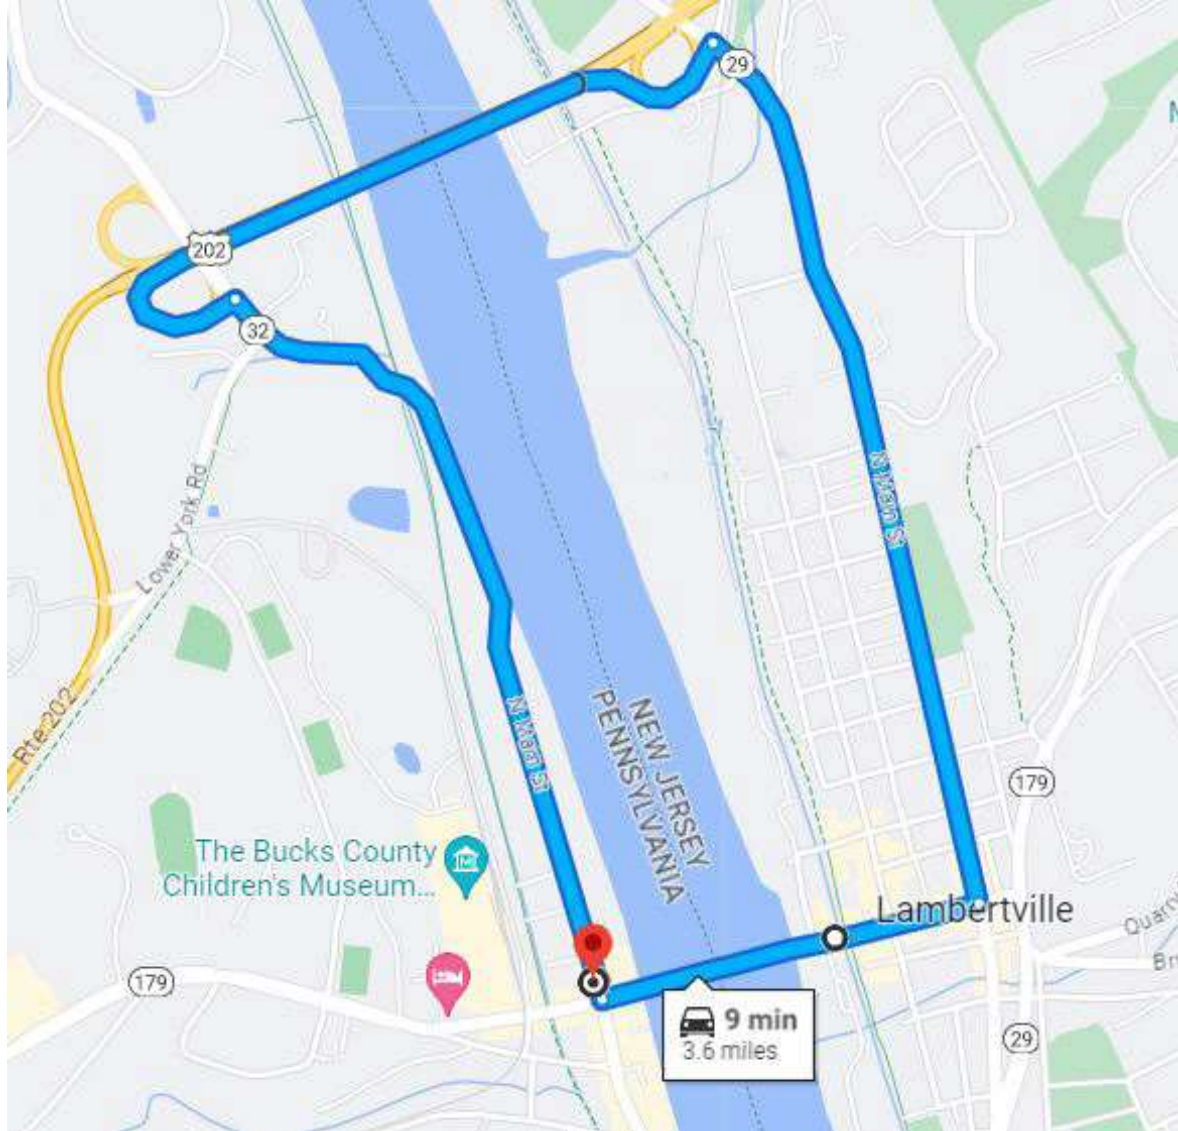 29
202
32
Lower York Rd
N Main St
Rte 202
N Main St
NEW JERSEY
PENNSYLVANIA
179
The Bucks County
Children's Museum...
Lambertville
179
9 min
3.6 miles
29